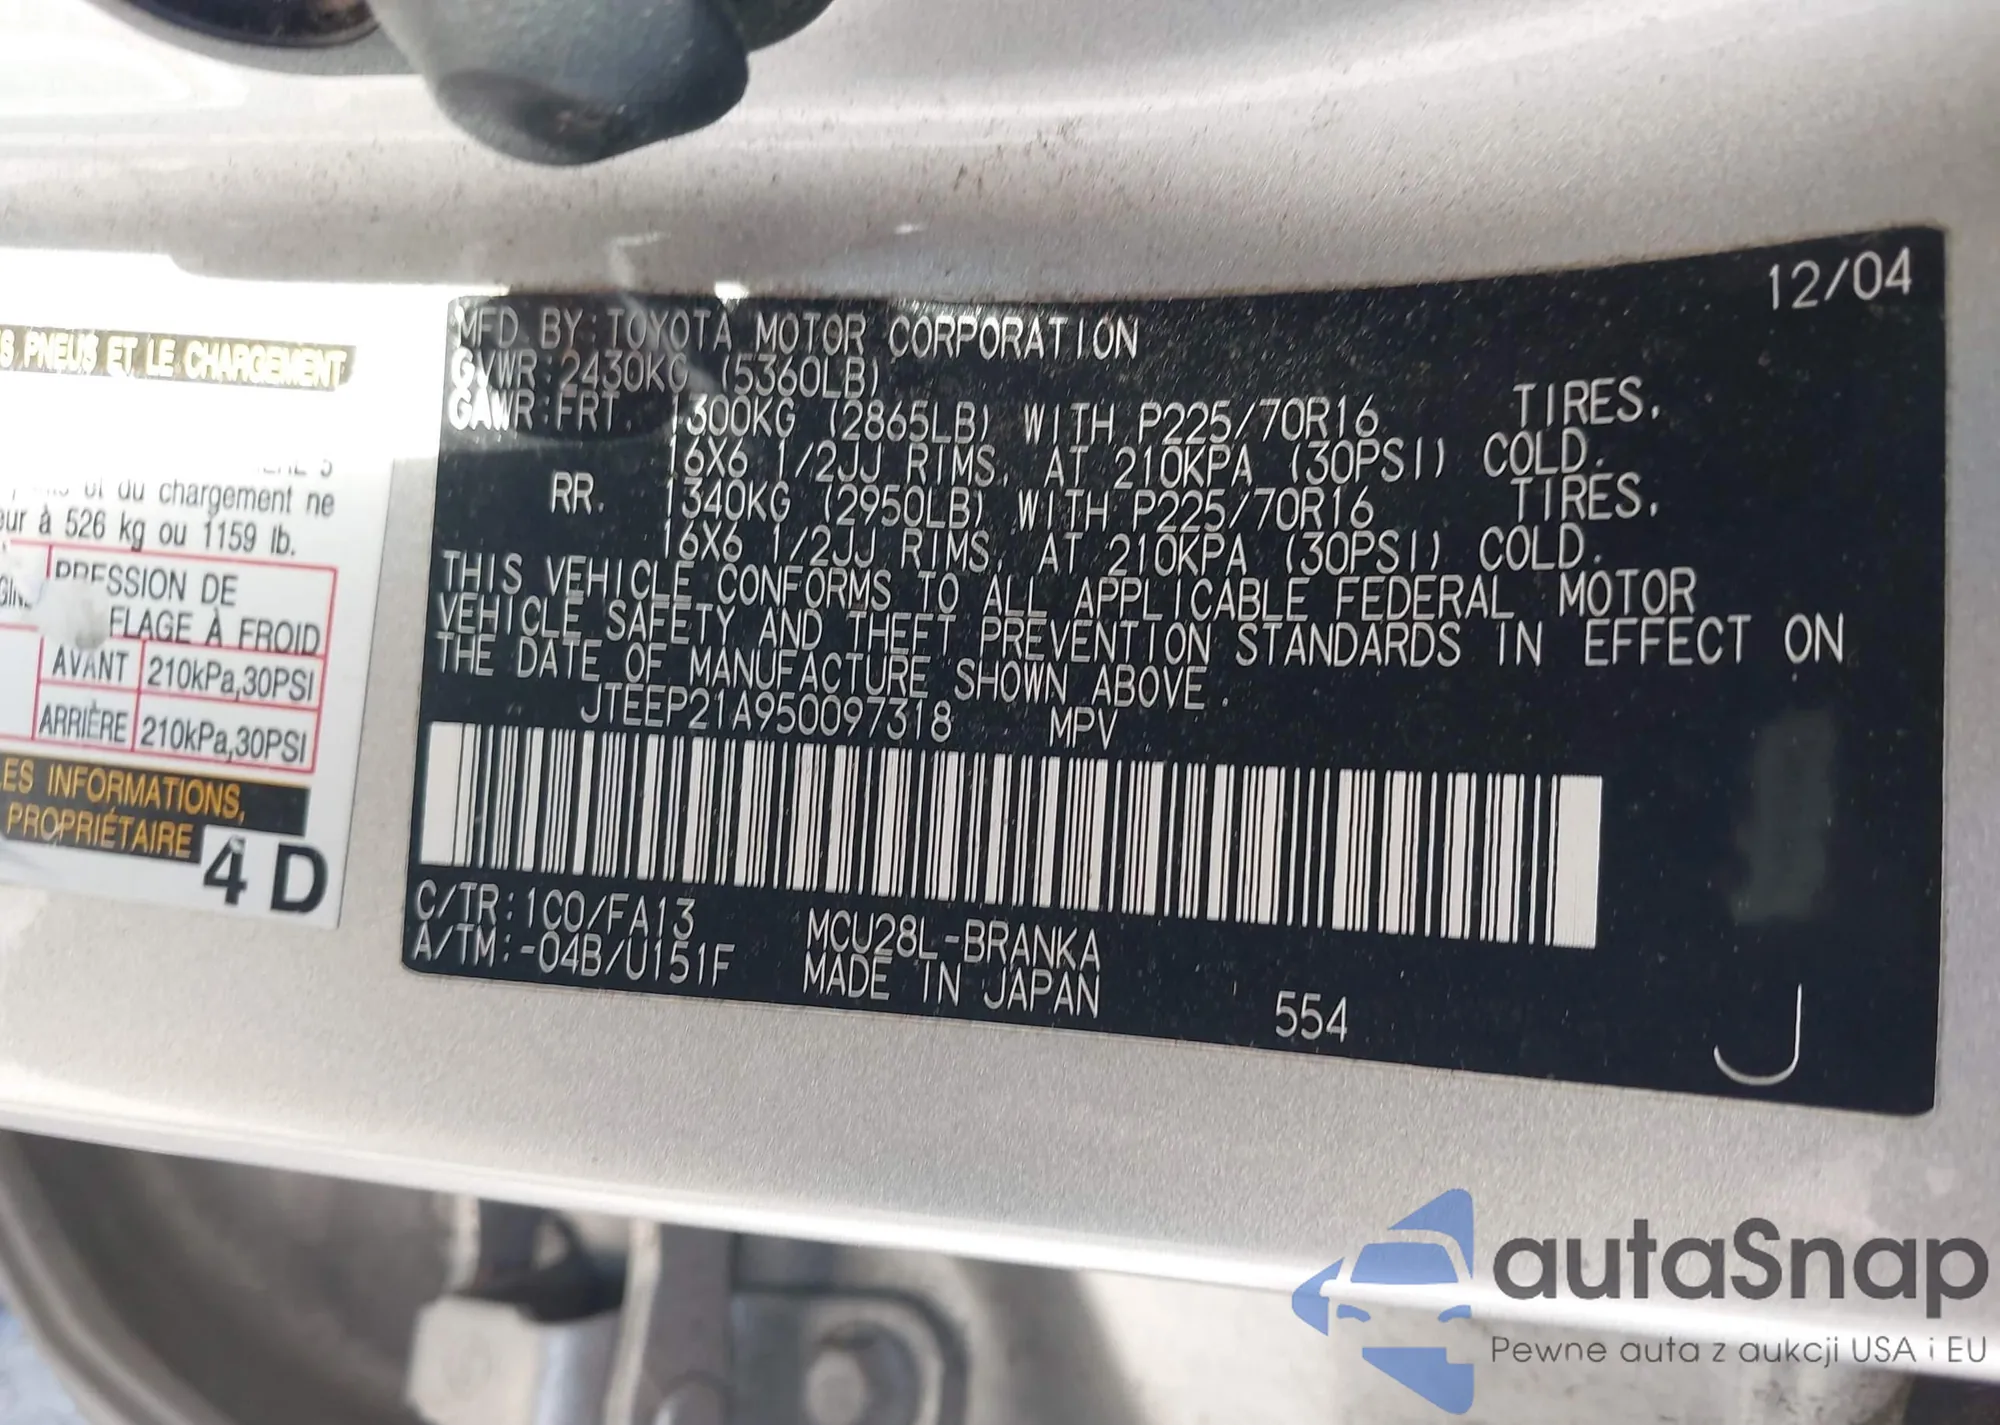 12/04
MFD. BY: TOYOTA MOTOR CORPORATION
GVWR: 2430KG (5360LB)
GAWR: FRT. 1300KG (2865LB) WITH P225/70R16 TIRES,
16X6 1/2JJ RIMS, AT 210KPA (30PSI) COLD.
RR. 1340KG (2950LB) WITH P225/70R16 TIRES,
16X6 1/2JJ RIMS, AT 210KPA (30PSI) COLD.
THIS VEHICLE CONFORMS TO ALL APPLICABLE FEDERAL MOTOR
VEHICLE SAFETY AND THEFT PREVENTION STANDARDS IN EFFECT ON
THE DATE OF MANUFACTURE SHOWN ABOVE.
JTEEP21A950097318 MPV
C/TR: 1C0/FA13 MCU28L-BRANKA
A/TM: -04B/U151F MADE IN JAPAN 554
J
PNEUS ET LE CHARGEMENT
du chargement ne
à 526 kg ou 1159 lb.
PRESSION DE
FLAGE À FROID
AVANT 210kPa,30PSI
ARRIÈRE 210kPa,30PSI
LES INFORMATIONS,
PROPRIÉTAIRE
4 D
autaSnap
Pewne auta z aukcji USA i EU